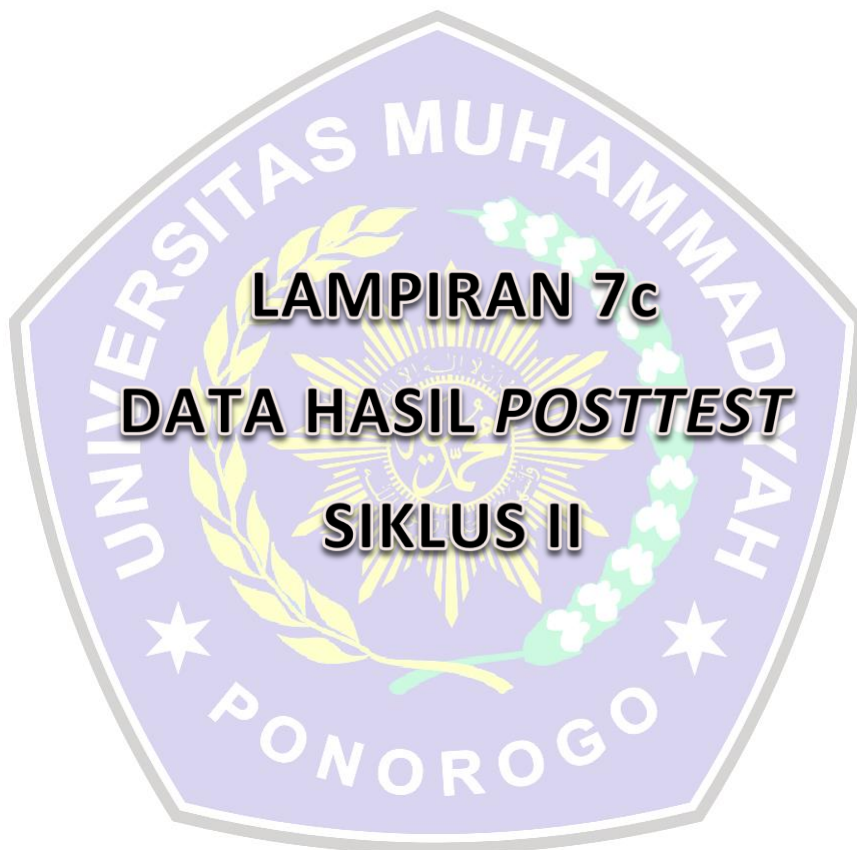 UNIVERSITAS MUHAMMADIYAH
LAMPIRAN 7c
DATA HASIL POSTTEST
SIKLUS II
PONOROGO